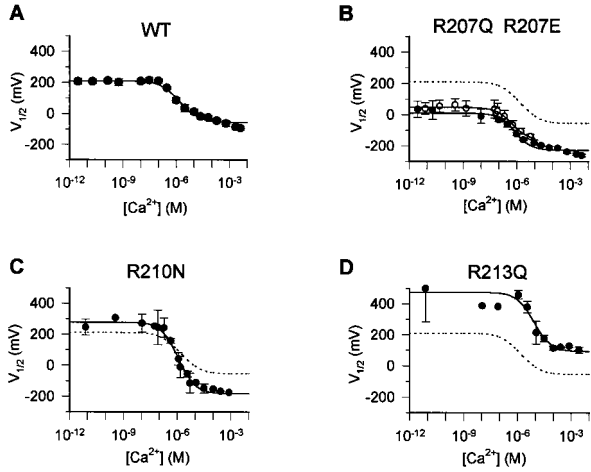 A
WT
400
200
0
-200
V1/2 (mV)
10-12 10-9 10-6 10-3
[Ca2+] (M)
B
R207Q R207E
400
200
0
-200
V1/2 (mV)
10-12 10-9 10-6 10-3
[Ca2+] (M)
C
R210N
400
200
0
-200
V1/2 (mV)
10-12 10-9 10-6 10-3
[Ca2+] (M)
D
R213Q
400
200
0
-200
V1/2 (mV)
10-12 10-9 10-6 10-3
[Ca2+] (M)